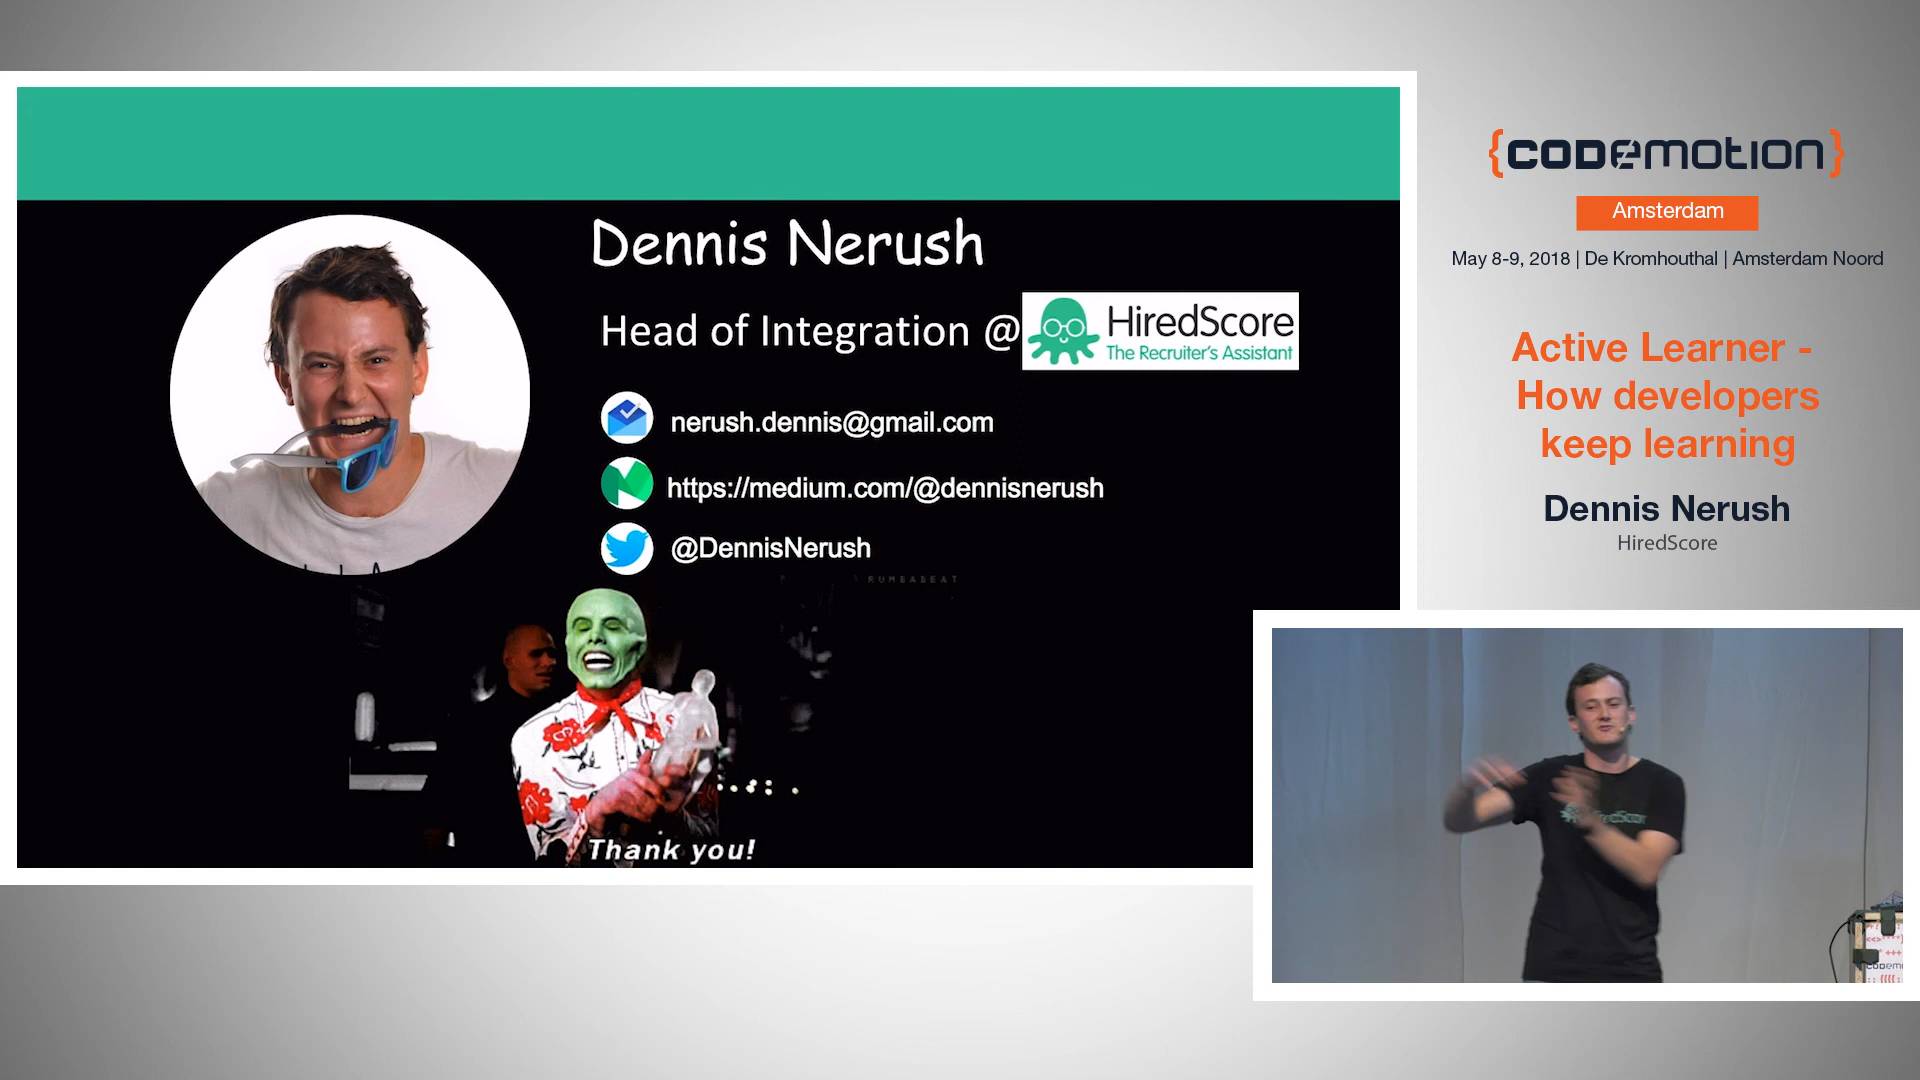 Dennis Nerush
Head of Integration @
HiredScore
The Recruiter's Assistant
nerush.dennis@gmail.com
https://medium.com/@dennisnerush
@DennisNerush
RUMBABEAT
Thank you!
{CODEMOTION}
Amsterdam
May 8-9, 2018 | De Kromhouthal | Amsterdam Noord
Active Learner -
How developers
keep learning
Dennis Nerush
HiredScore
HiredScore